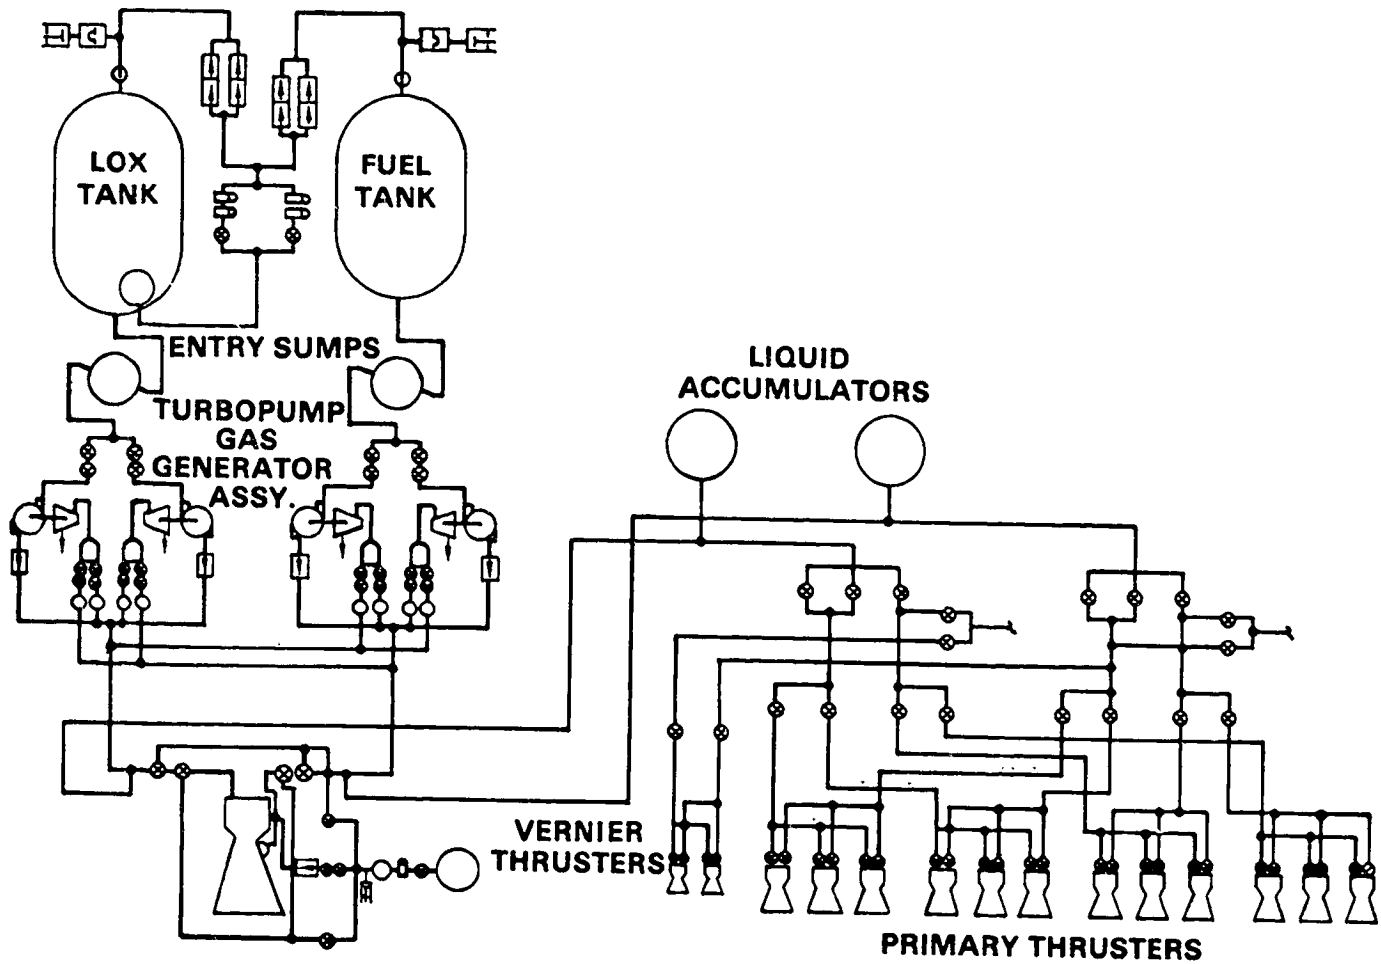 LOX
TANK
FUEL
TANK
ENTRY SUMPS
TURBOPUMP
GAS
GENERATOR
ASSY.
LIQUID
ACCUMULATORS
VERNIER
THRUSTERS
PRIMARY THRUSTERS